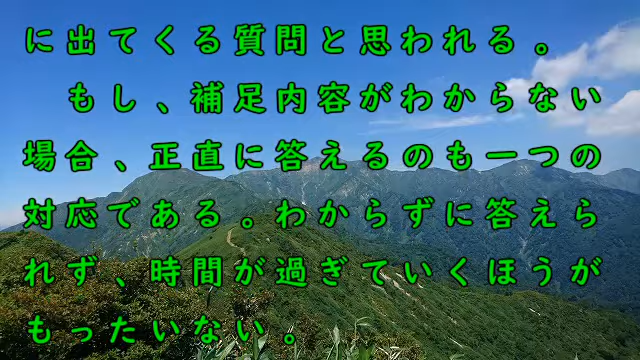 に出てくる質問と思われる。
　もし、補足内容がわからない
場合、正直に答えるのも一つの
対応である。わからずに答えら
れず、時間が過ぎていくほうが
もったいない。